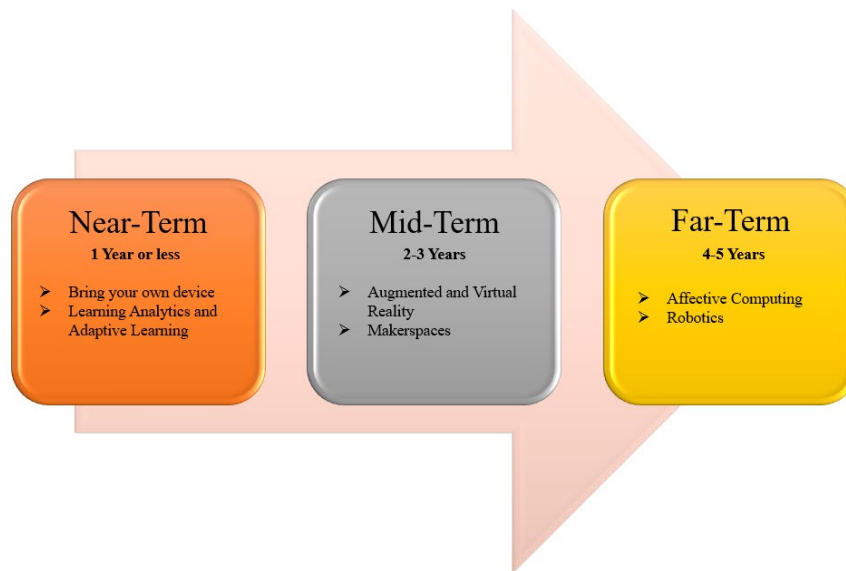 Near-Term
1 Year or less
➢ Bring your own device
➢ Learning Analytics and
Adaptive Learning
Mid-Term
2-3 Years
➢ Augmented and Virtual
Reality
➢ Makerspaces
Far-Term
4-5 Years
➢ Affective Computing
➢ Robotics